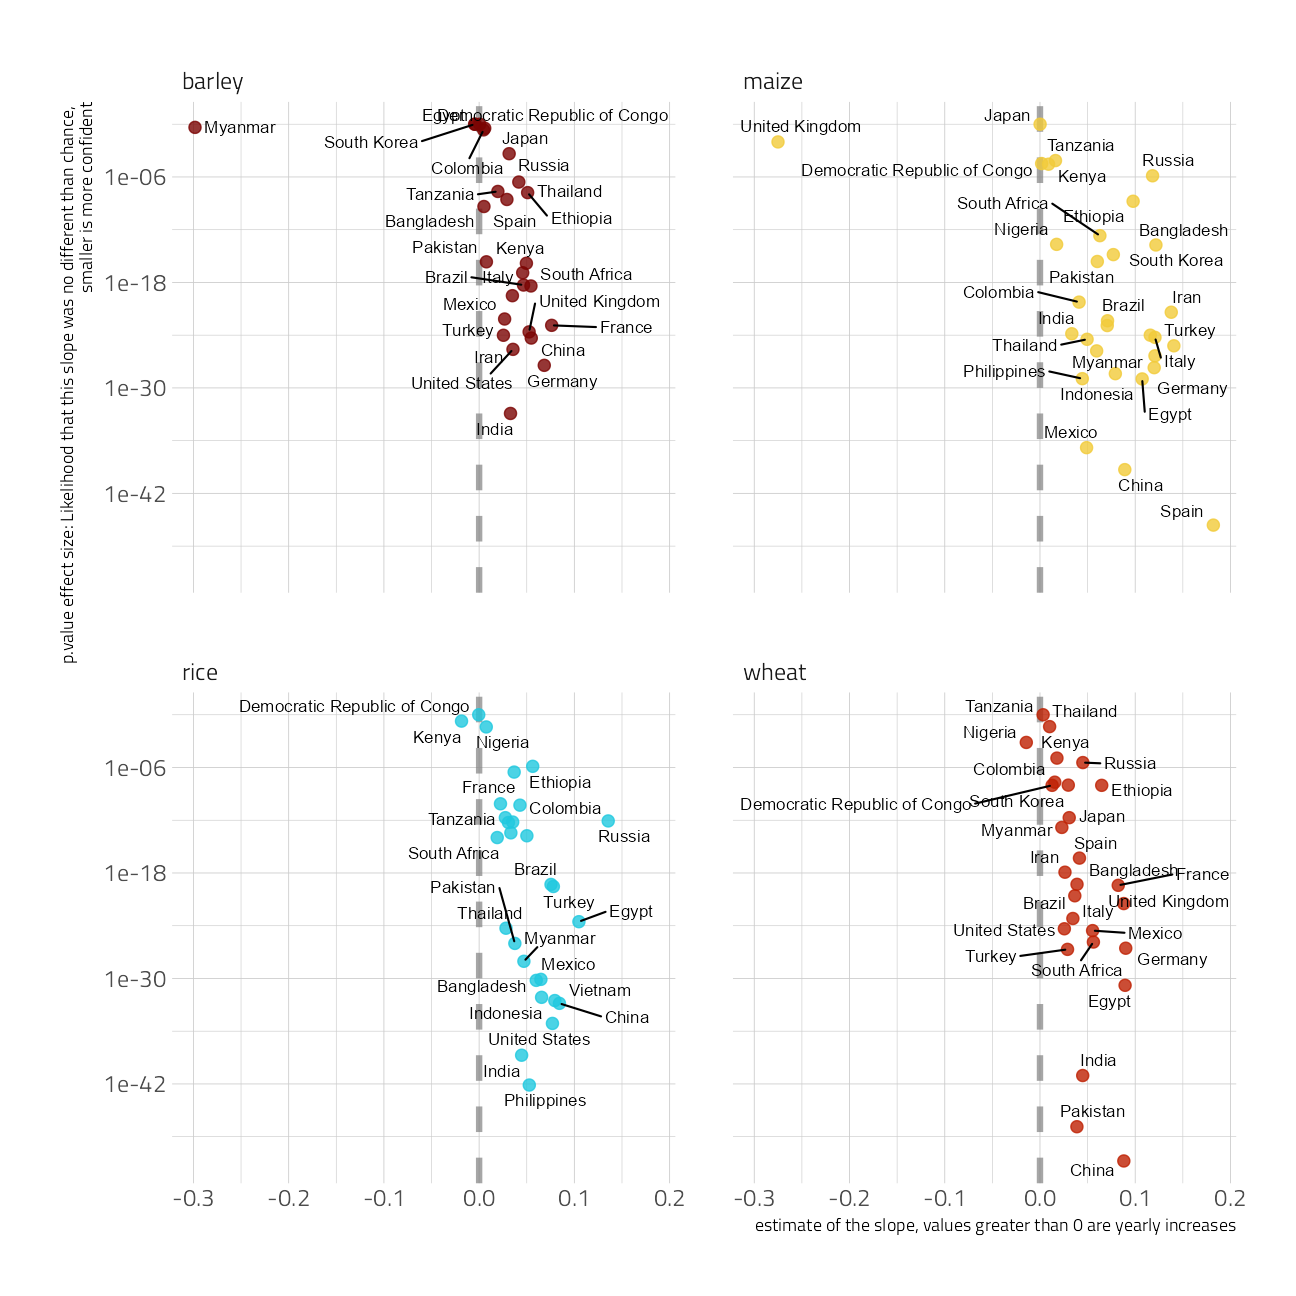 barley
maize
p.value effect size: Likelihood that this slope was no different than chance,
smaller is more confident
Egypt
Democratic Republic of Congo
Myanmar
South Korea
Japan
Colombia
Russia
1e-06
Tanzania
Thailand
Bangladesh
Spain
Ethiopia
Pakistan
Kenya
1e-18
Brazil
Italy
South Africa
Mexico
United Kingdom
Turkey
France
Iran
China
United States
Germany
1e-30
India
1e-42
Japan
United Kingdom
Tanzania
Russia
Democratic Republic of Congo
Kenya
South Africa
Ethiopia
Nigeria
Bangladesh
South Korea
Pakistan
Colombia
Iran
Brazil
India
Turkey
Thailand
Myanmar
Italy
Philippines
Indonesia
Germany
Egypt
Mexico
China
Spain
rice
wheat
Democratic Republic of Congo
Kenya
Nigeria
1e-06
France
Ethiopia
Colombia
Tanzania
Russia
South Africa
1e-18
Brazil
Pakistan
Turkey
Thailand
Egypt
Myanmar
Mexico
1e-30
Bangladesh
Vietnam
Indonesia
China
United States
India
1e-42
Philippines
Tanzania
Thailand
Nigeria
Kenya
Colombia
Russia
Democratic Republic of Congo
South Korea
Ethiopia
Japan
Myanmar
Spain
Iran
Bangladesh
France
Brazil
United Kingdom
Italy
United States
Mexico
Turkey
South Africa
Germany
Egypt
India
Pakistan
China
-0.3 -0.2 -0.1 0.0 0.1 0.2
-0.3 -0.2 -0.1 0.0 0.1 0.2
estimate of the slope, values greater than 0 are yearly increases